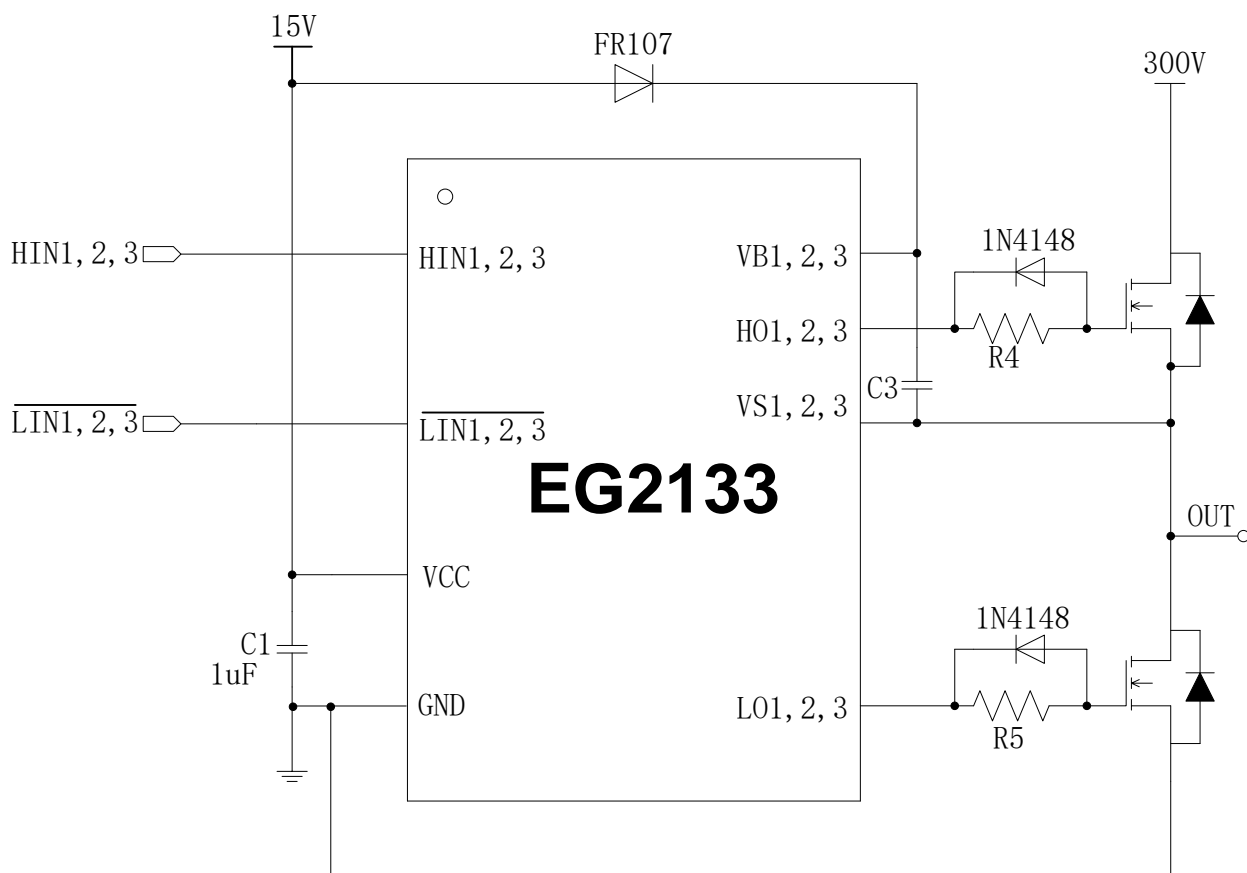 15V
FR107
300V
HIN1,2,3
HIN1,2,3
VB1,2,3
1N4148
HO1,2,3
R4
C3
VS1,2,3
LIN1,2,3
LIN1,2,3
EG2133
OUT
VCC
1N4148
C1
1uF
GND
LO1,2,3
R5